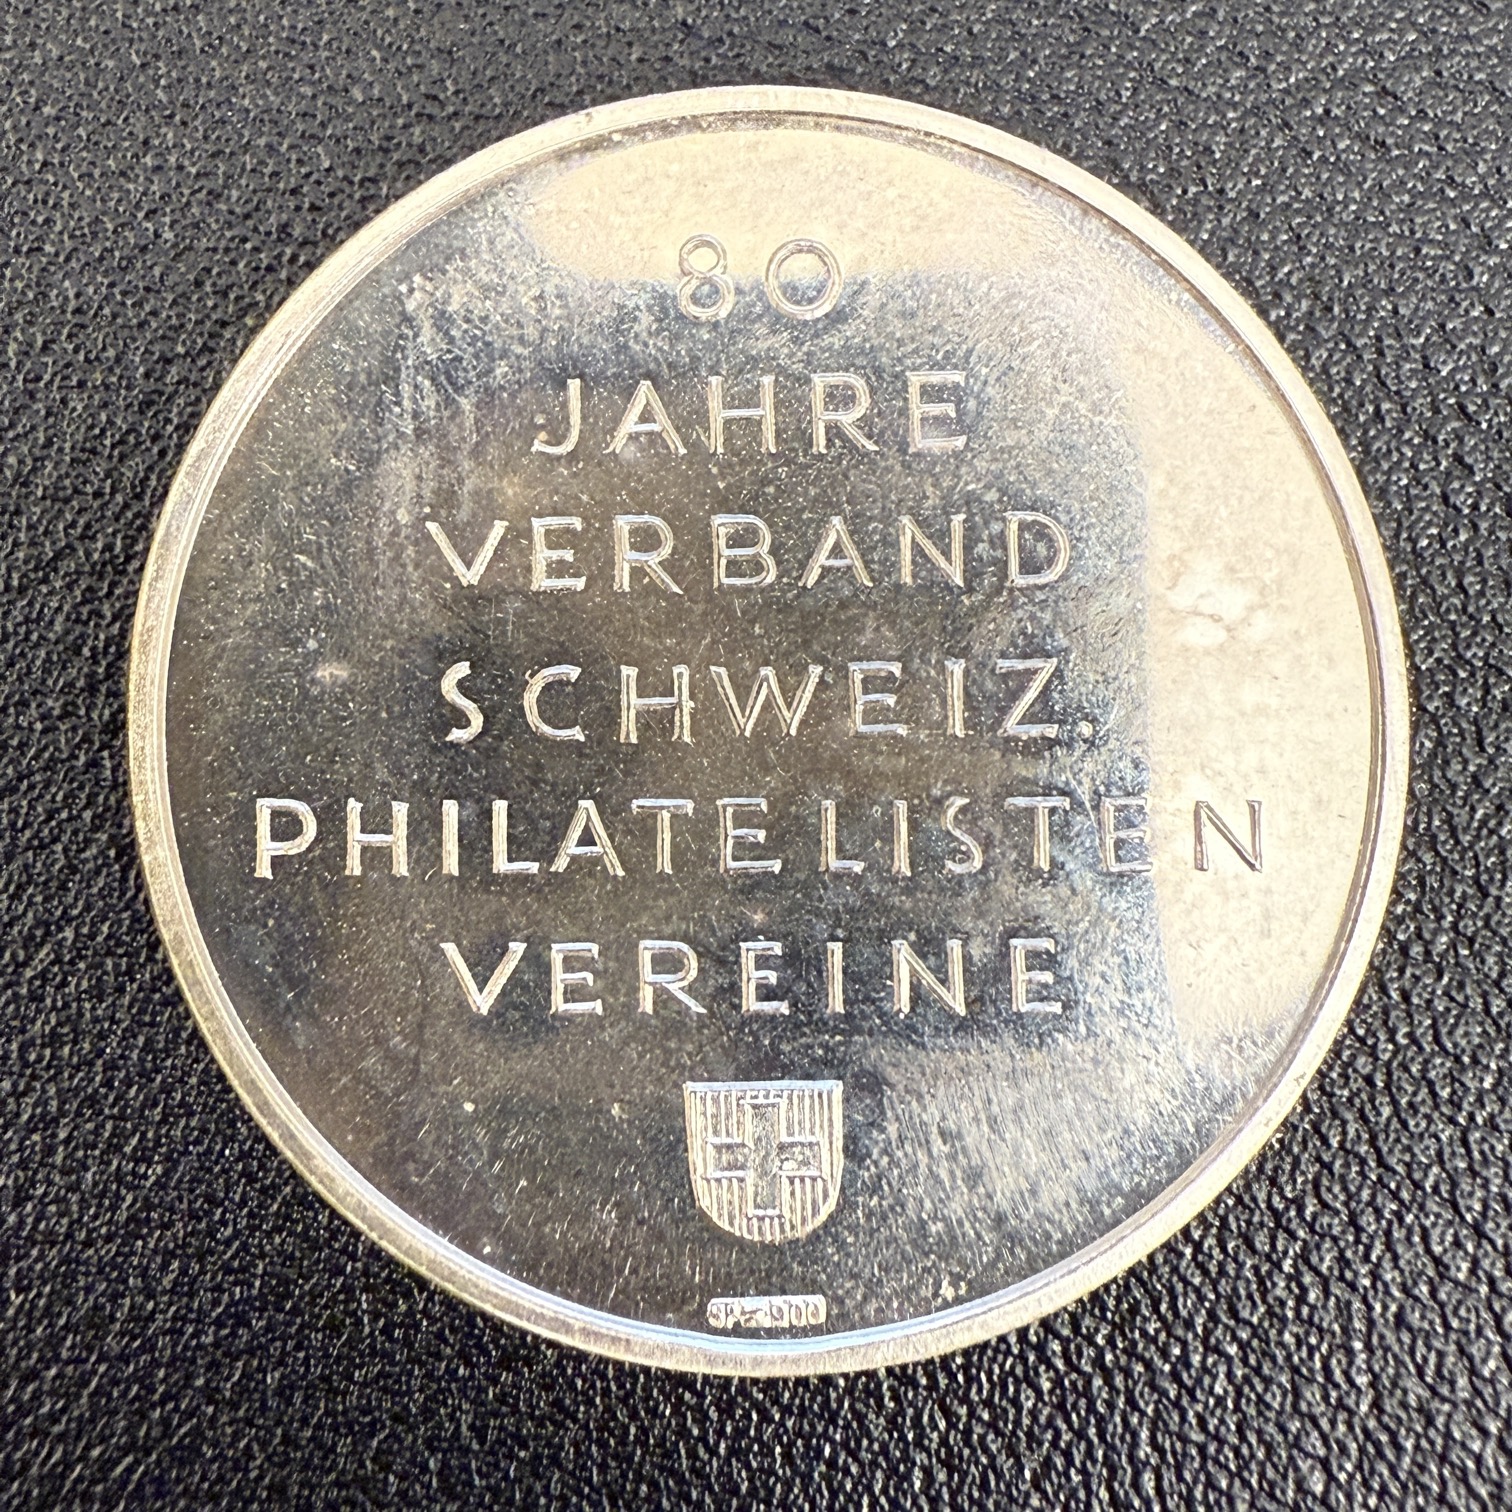 80
JAHRE
VERBAND
SCHWEIZ.
PHILATELISTEN
VEREINE